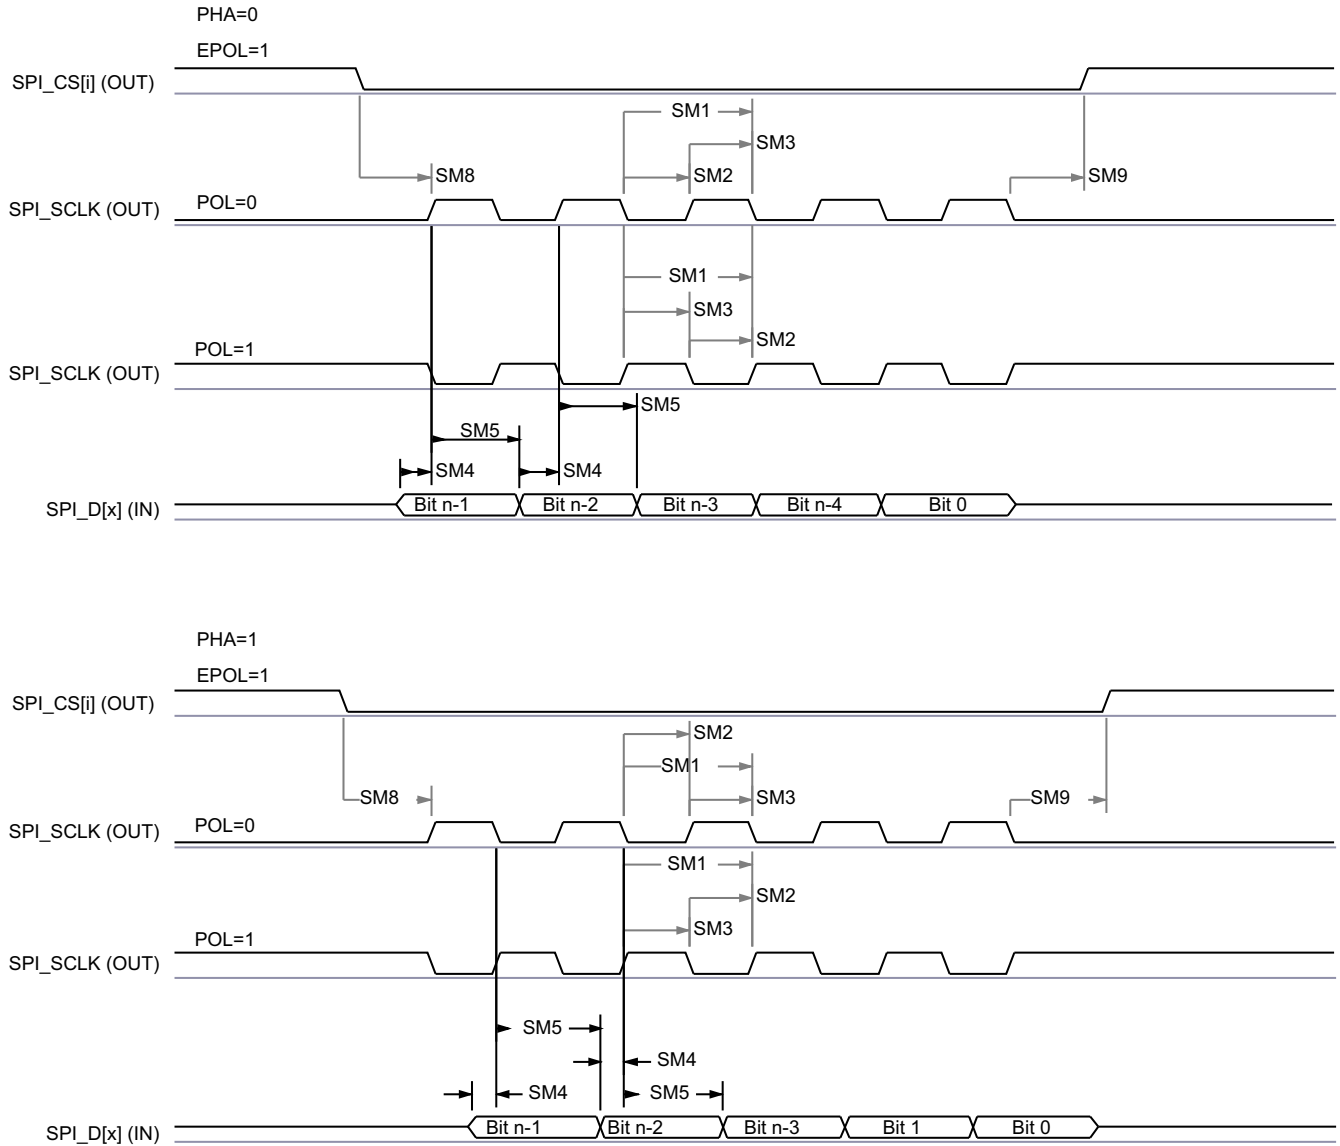 PHA=0
EPOL=1
SPI_CS[i] (OUT)
SM1
SM3
SM8
SM2
SM9
POL=0
SPI_SCLK (OUT)
SM1
SM3
SM2
POL=1
SPI_SCLK (OUT)
SM5
SM5
SM4
SM4
SPI_D[x] (IN)
Bit n-1
Bit n-2
Bit n-3
Bit n-4
Bit 0
PHA=1
EPOL=1
SPI_CS[i] (OUT)
SM2
SM1
SM8
SM3
SM9
POL=0
SPI_SCLK (OUT)
SM1
SM2
SM3
POL=1
SPI_SCLK (OUT)
SM5
SM4
SM4
SM5
SPI_D[x] (IN)
Bit n-1
Bit n-2
Bit n-3
Bit 1
Bit 0